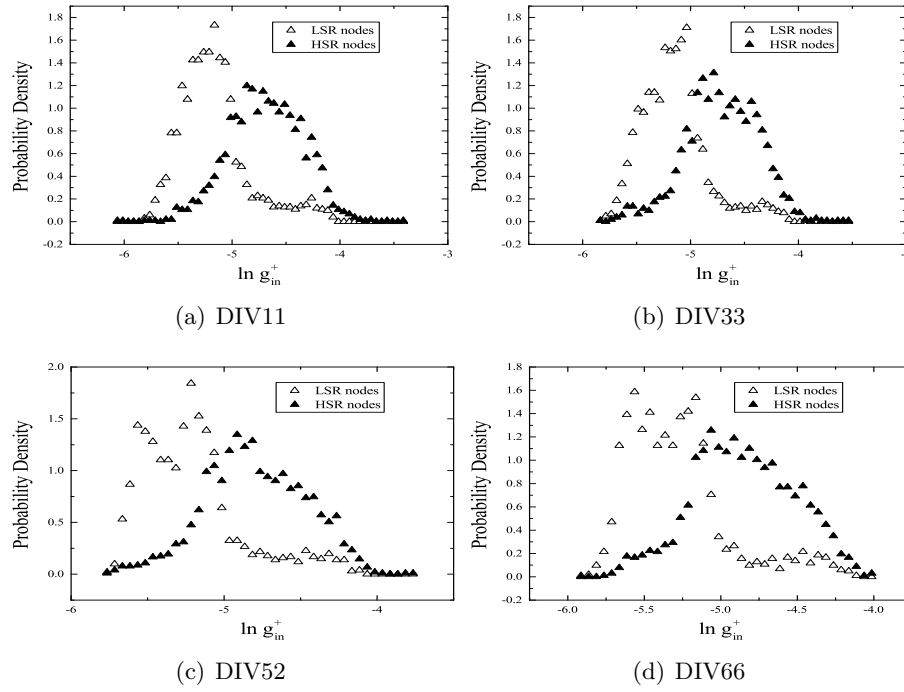 1.8
1.6
1.4
1.2
1.0
0.8
0.6
0.4
0.2
0.0
0.2
Probability Density
LSR nodes
HSR nodes
-6 -5 -4 -3
ln g+in
(a) DIV11
1.8
1.6
1.4
1.2
1.0
0.8
0.6
0.4
0.2
0.0
0.2
Probability Density
LSR nodes
HSR nodes
-6 -5 -4
ln g+in
(b) DIV33
2.0
1.5
1.0
0.5
0.0
Probability Density
LSR nodes
HSR nodes
-6 -5 -4
ln g+in
(c) DIV52
1.8
1.6
1.4
1.2
1.0
0.8
0.6
0.4
0.2
0.0
0.2
Probability Density
LSR nodes
HSR nodes
-6.0 -5.5 -5.0 -4.5 -4.0
ln g+in
(d) DIV66